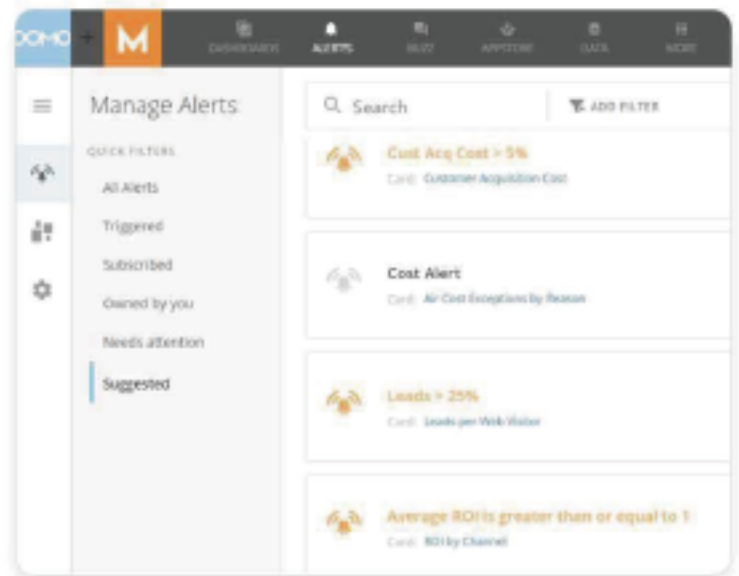 DOMO + M
DASHBOARDS ALERTS BUZZ APPSTORE DATA MORE
Manage Alerts
QUICK FILTERS
All Alerts
Triggered
Subscribed
Owned by you
Needs attention
Suggested
Search
ADD FILTER
Cust Acq Cost > 5%
Card: Customer Acquisition Cost
Cost Alert
Card: Air Cost Exceptions by Reason
Leads > 25%
Card: Leads per Web Visitor
Average ROI is greater than or equal to 1
Card: ROI by Channel